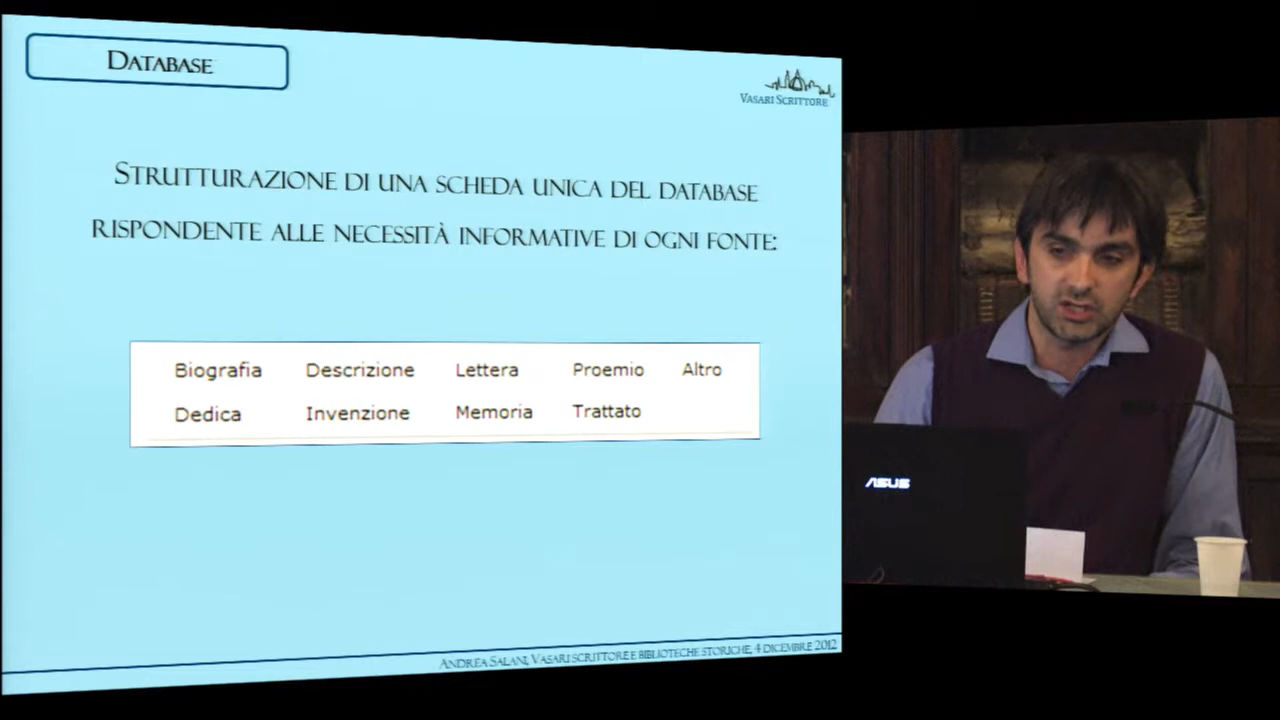 DATABASE
VASARI SCRITTORE
STRUTTURAZIONE DI UNA SCHEDA UNICA DEL DATABASE
RISPONDENTE ALLE NECESSITÀ INFORMATIVE DI OGNI FONTE:
Biografia Descrizione Lettera Proemio Altro
Dedica Invenzione Memoria Trattato
ASUS
ANDREA SALANI, VASARI SCRITTORE E BIBLIOTECHE STORICHE, 4 DICEMBRE 2012